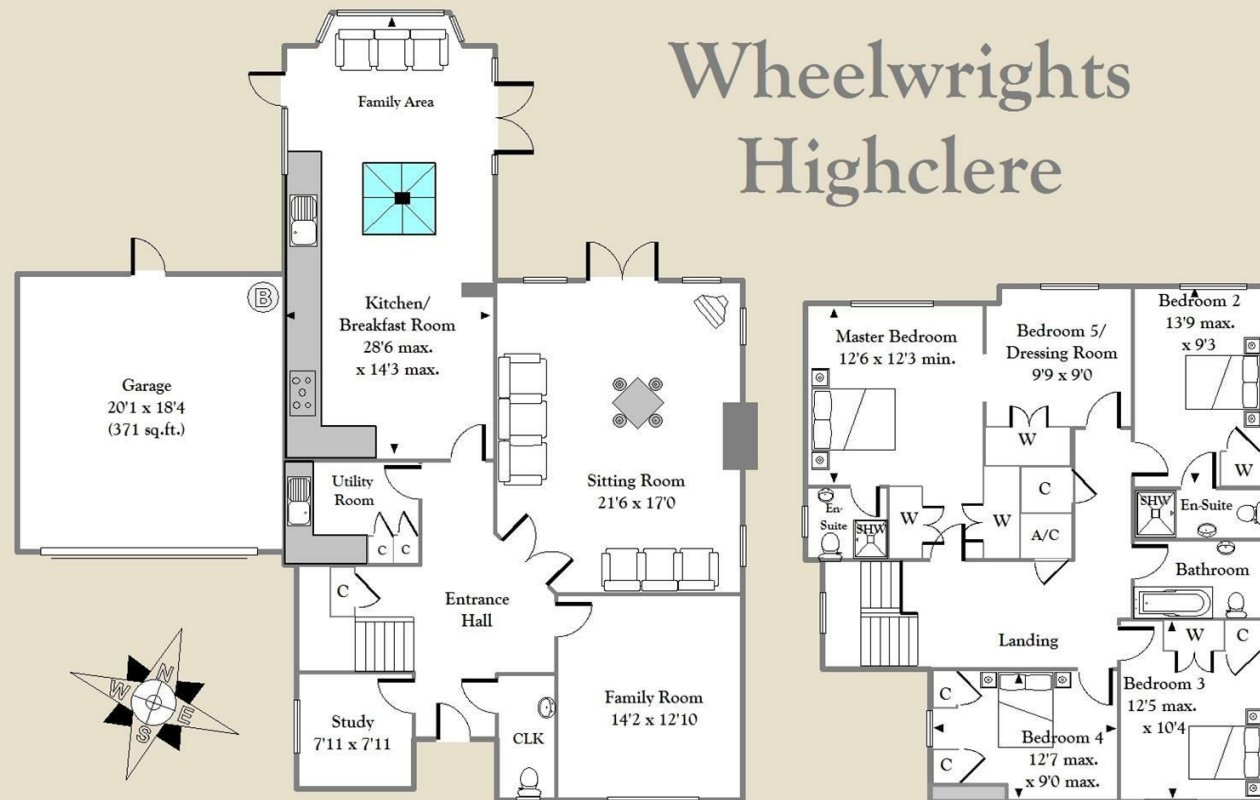 Wheelwrights
Highclere
Family Area
Kitchen/
Breakfast Room
28'6 max.
x 14'3 max.
B
Garage
20'1 x 18'4
(371 sq.ft.)
Utility
Room
C
C
Sitting Room
21'6 x 17'0
C
Entrance
Hall
Study
7'11 x 7'11
CLK
Family Room
14'2 x 12'10
N
W
E
S
Master Bedroom
12'6 x 12'3 min.
Bedroom 5/
Dressing Room
9'9 x 9'0
Bedroom 2
13'9 max.
x 9'3
W
W
C
En-
Suite
SHW
W
W
A/C
SHW
En-Suite
Bathroom
Landing
W
C
Bedroom 3
12'5 max.
x 10'4
C
Bedroom 4
12'7 max.
x 9'0 max.
C